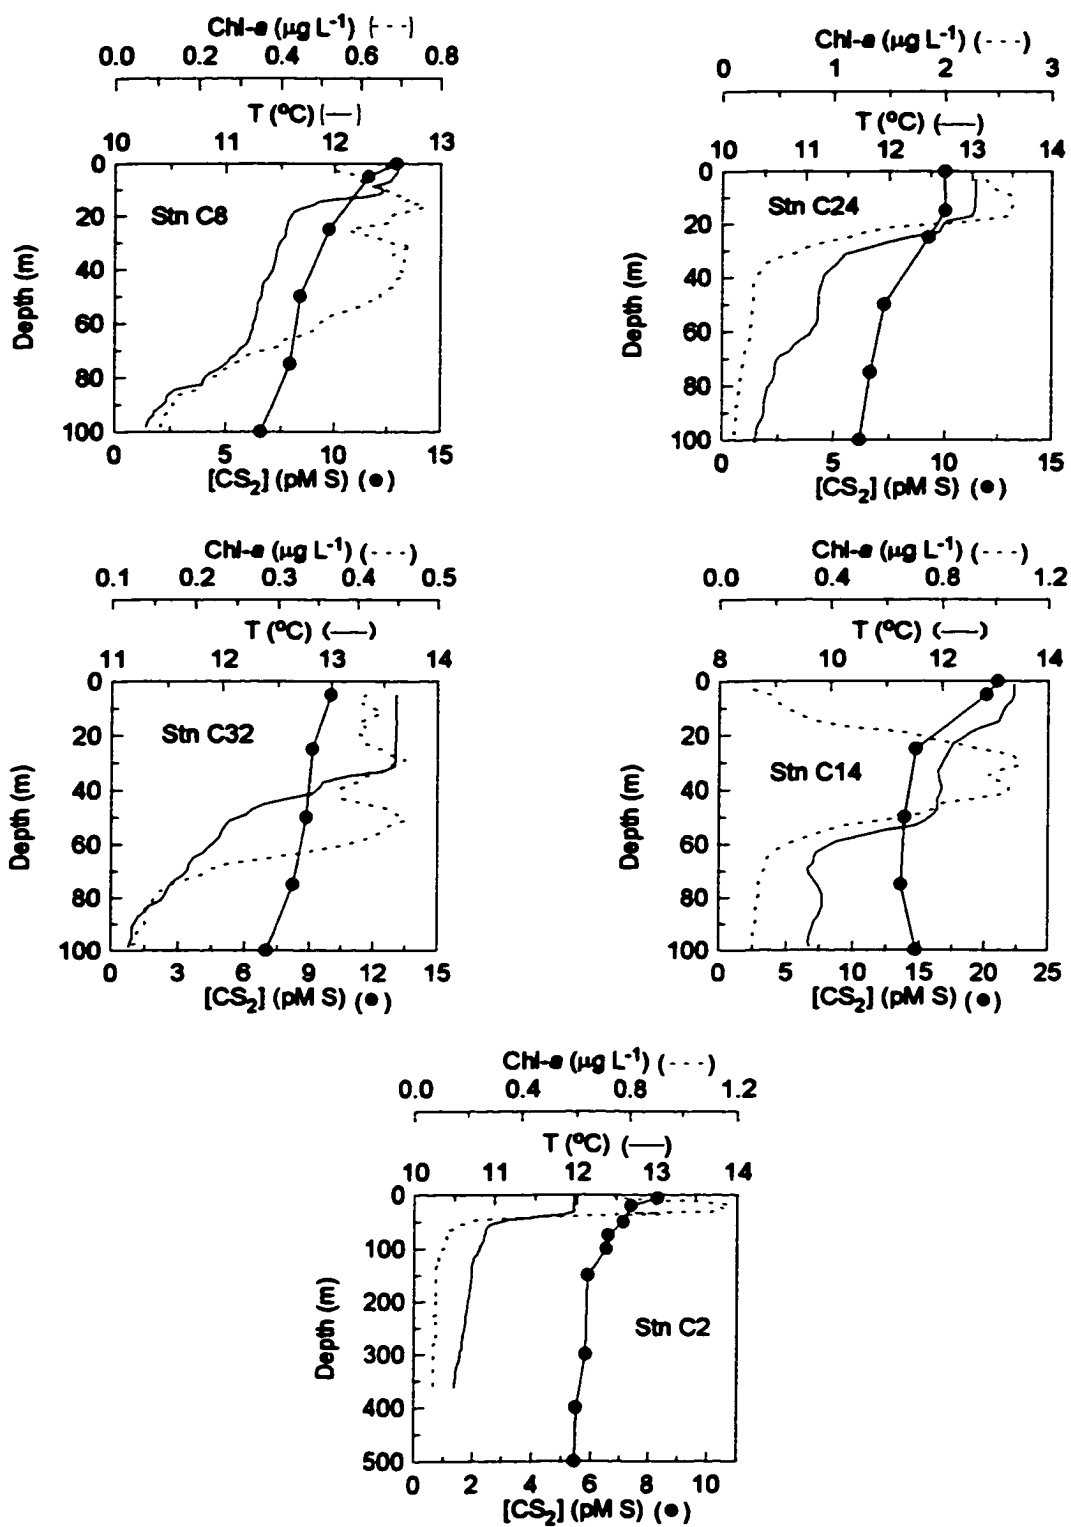 Chl-a (μg L-1) (---)
0.0 0.2 0.4 0.6 0.8
T (ºC) (—)
10 11 12 13
0
20
40
60
80
100
Depth (m)
Stn C8
0 5 10 15
[CS2] (pM S) (●)
Chl-a (μg L-1) (---)
0 1 2 3
T (ºC) (—)
10 11 12 13 14
0
20
40
60
80
100
Depth (m)
Stn C24
0 5 10 15
[CS2] (pM S) (●)
Chl-a (μg L-1) (---)
0.1 0.2 0.3 0.4 0.5
T (ºC) (—)
11 12 13 14
0
20
40
60
80
100
Depth (m)
Stn C32
0 3 6 9 12 15
[CS2] (pM S) (●)
Chl-a (μg L-1) (---)
0.0 0.4 0.8 1.2
T (ºC) (—)
8 10 12 14
0
20
40
60
80
100
Depth (m)
Stn C14
0 5 10 15 20 25
[CS2] (pM S) (●)
Chl-a (μg L-1) (---)
0.0 0.4 0.8 1.2
T (ºC) (—)
10 11 12 13 14
0
100
200
300
400
500
Depth (m)
Stn C2
0 2 4 6 8 10
[CS2] (pM S) (●)